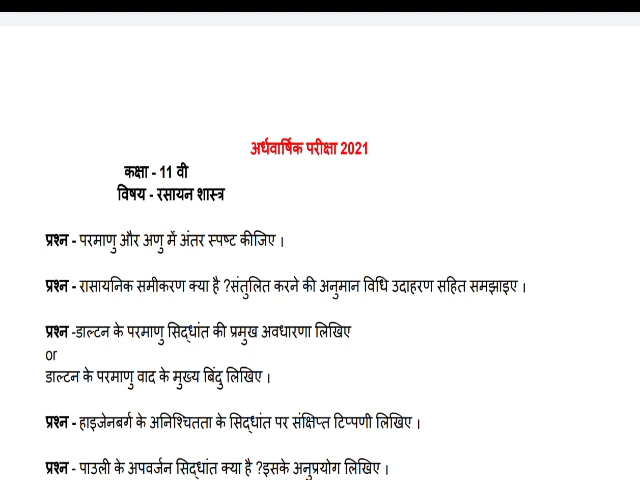 अर्धवार्षिक परीक्षा 2021
कक्षा - 11 वी
विषय - रसायन शास्त्र
प्रश्न - परमाणु और अणु में अंतर स्पष्ट कीजिए ।
प्रश्न - रासायनिक समीकरण क्या है ?संतुलित करने की अनुमान विधि उदाहरण सहित समझाइए ।
प्रश्न -डाल्टन के परमाणु सिद्धांत की प्रमुख अवधारणा लिखिए
or
डाल्टन के परमाणु वाद के मुख्य बिंदु लिखिए ।
प्रश्न - हाइजेनबर्ग के अनिश्चितता के सिद्धांत पर संक्षिप्त टिप्पणी लिखिए ।
प्रश्न - पाउली के अपवर्जन सिद्धांत क्या है ?इसके अनुप्रयोग लिखिए ।